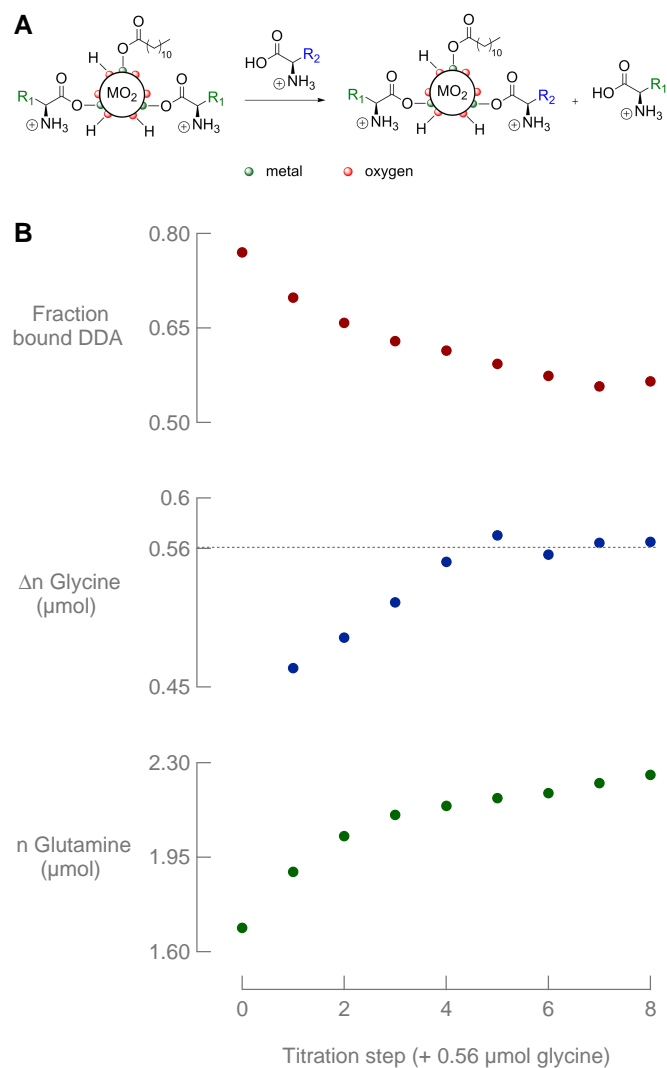 A
O
O
10
H
O
HO
R2
NH3
+
R1
O
O
MO2
O
O
R1
+
NH3
H
H
NH3
+
O
O
10
H
R1
O
O
MO2
O
O
R2
+
NH3
H
H
NH3
+
+
O
HO
R1
NH3
+
metal
oxygen
B
0.80
Fraction
bound DDA
0.65
0.50
0.6
0.56
Δn Glycine
(µmol)
0.45
2.30
n Glutamine
(µmol)
1.95
1.60
0 2 4 6 8
Titration step (+ 0.56 µmol glycine)